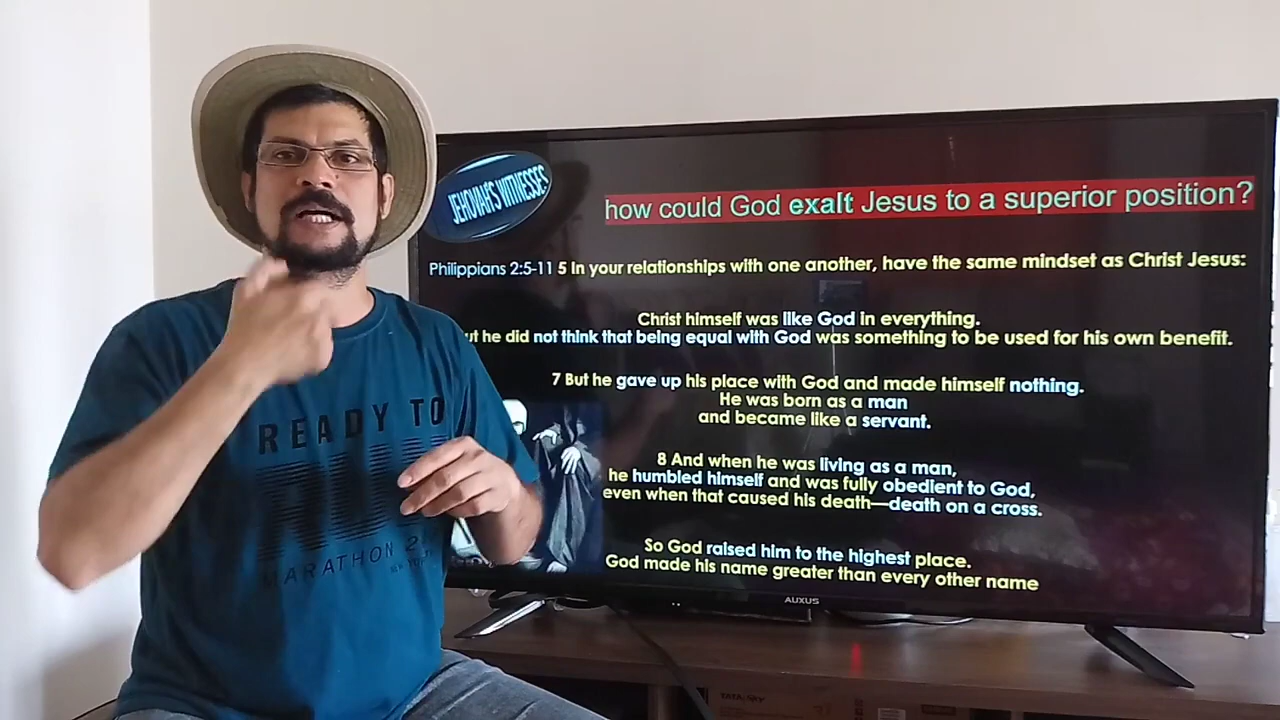 JEHOVAH'S WITNESSES
how could God exalt Jesus to a superior position?
Philippians 2:5-11 5 In your relationships with one another, have the same mindset as Christ Jesus:
Christ himself was like God in everything.
he did not think that being equal with God was something to be used for his own benefit.
7 But he gave up his place with God and made himself nothing.
He was born as a man
and became like a servant.
8 And when he was living as a man,
he humbled himself and was fully obedient to God,
even when that caused his death—death on a cross.
So God raised him to the highest place.
God made his name greater than every other name
AUXUS
READY TO
RUN
MARATHON
TATA SKY